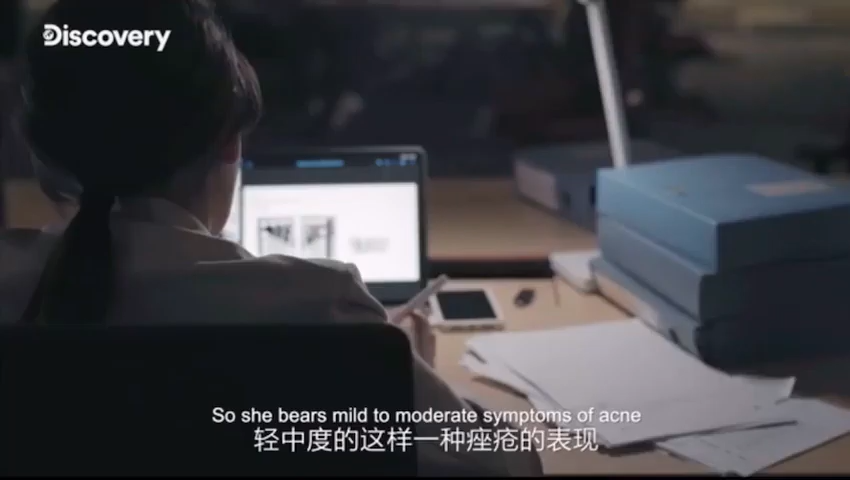 Discovery
So she bears mild to moderate symptoms of acne
轻中度的这样一种痤疮的表现